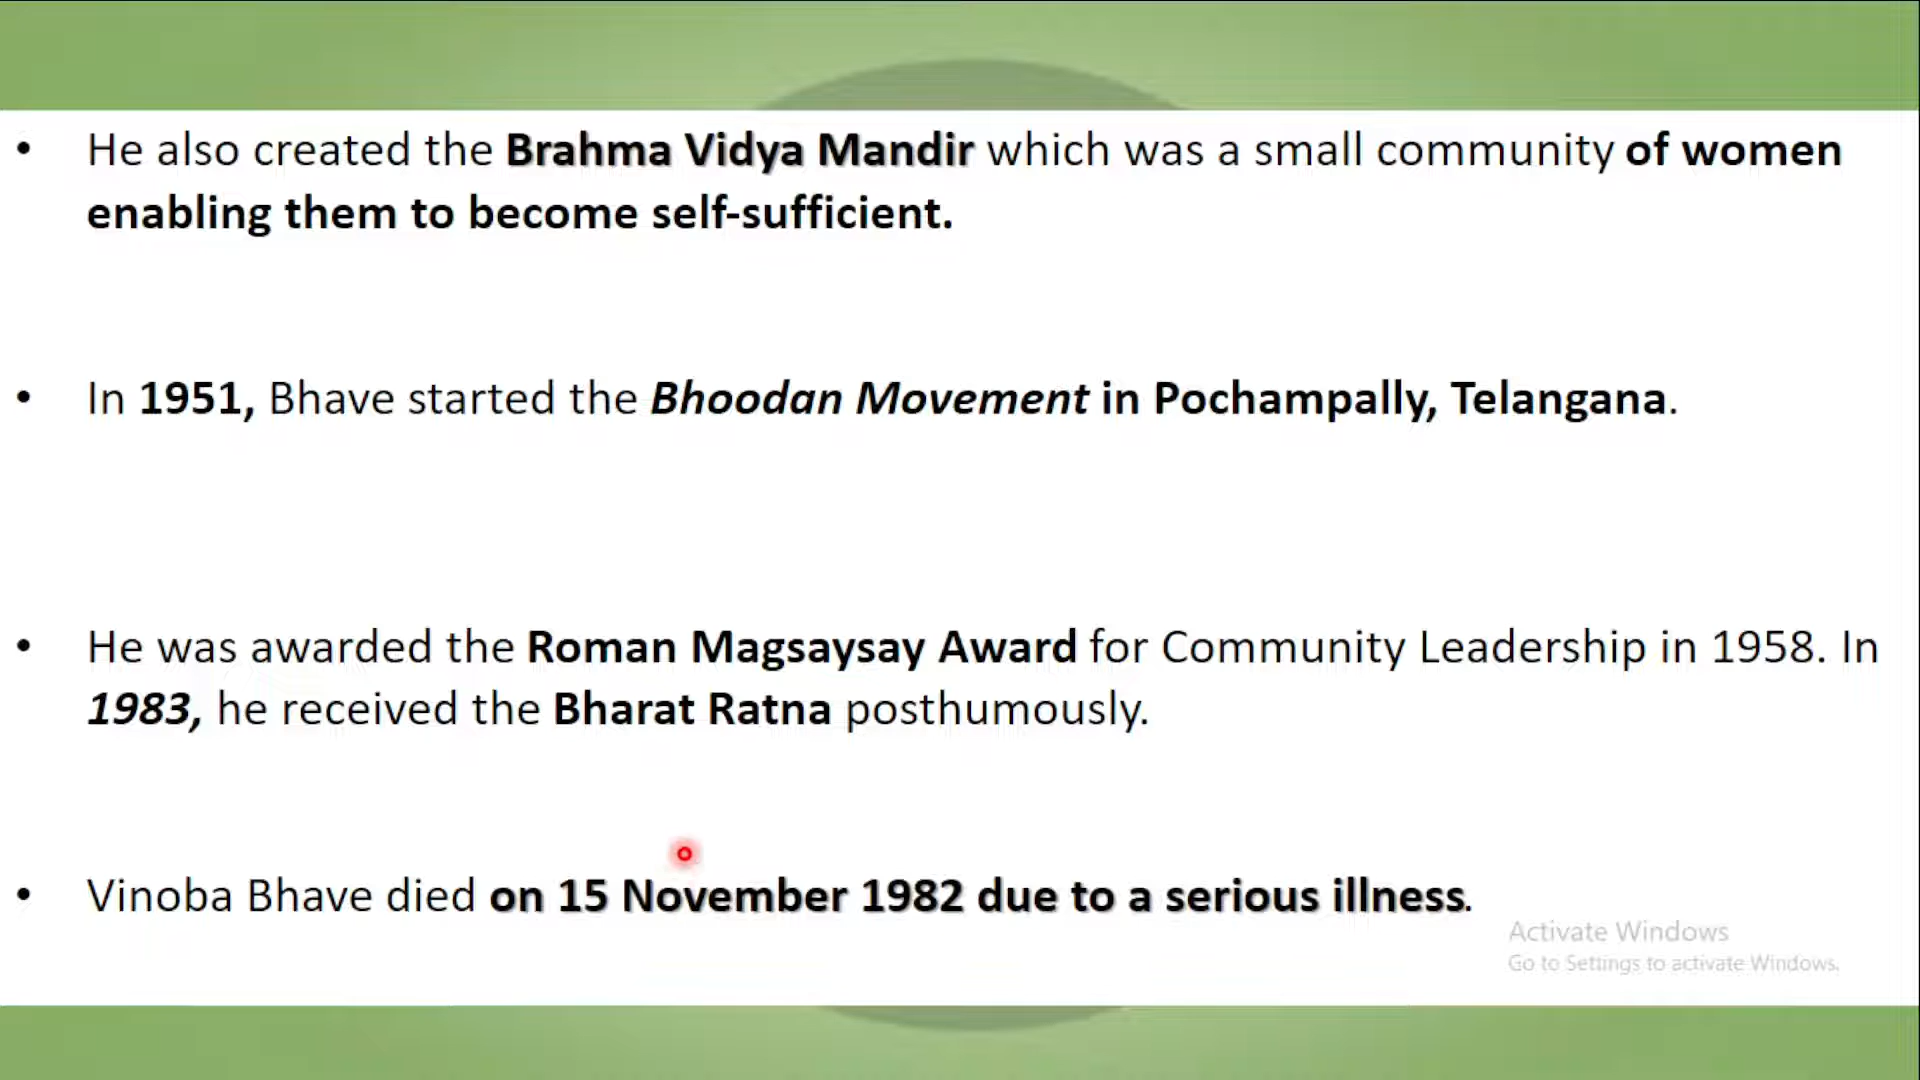 • He also created the Brahma Vidya Mandir which was a small community of women
enabling them to become self-sufficient.
• In 1951, Bhave started the Bhoodan Movement in Pochampally, Telangana.
• He was awarded the Roman Magsaysay Award for Community Leadership in 1958. In
1983, he received the Bharat Ratna posthumously.
• Vinoba Bhave died on 15 November 1982 due to a serious illness.
Activate Windows
Go to Settings to activate Windows.